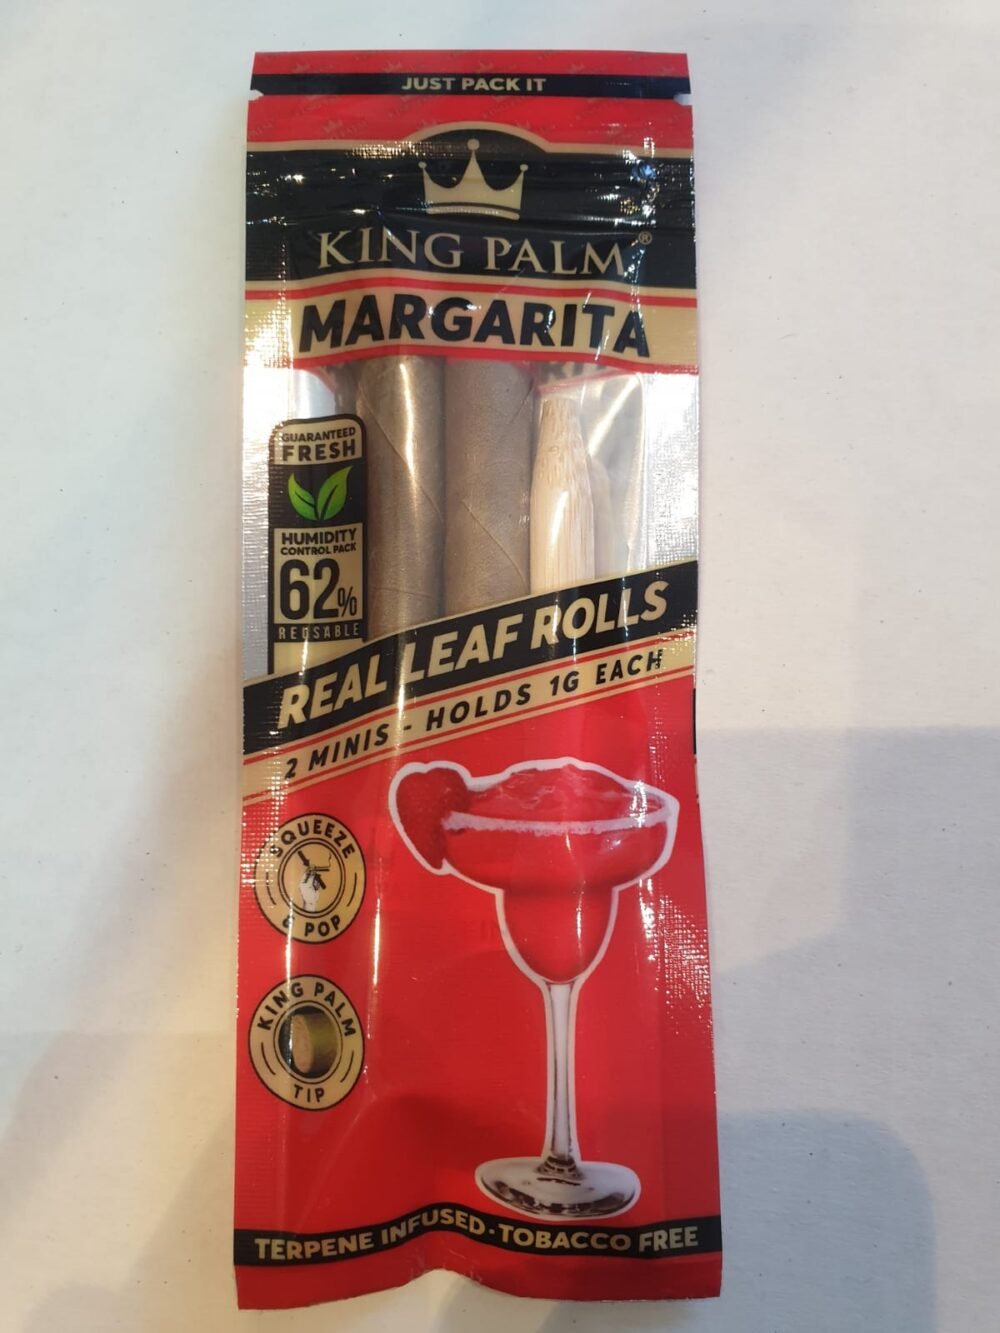 JUST PACK IT
KING PALM®
MARGARITA
GUARANTEED
FRESH
HUMIDITY
CONTROL PACK
62%
REUSABLE
REAL LEAF ROLLS
2 MINIS - HOLDS 1G EACH
SQUEEZE
& POP
KING PALM
TIP
TERPENE INFUSED - TOBACCO FREE